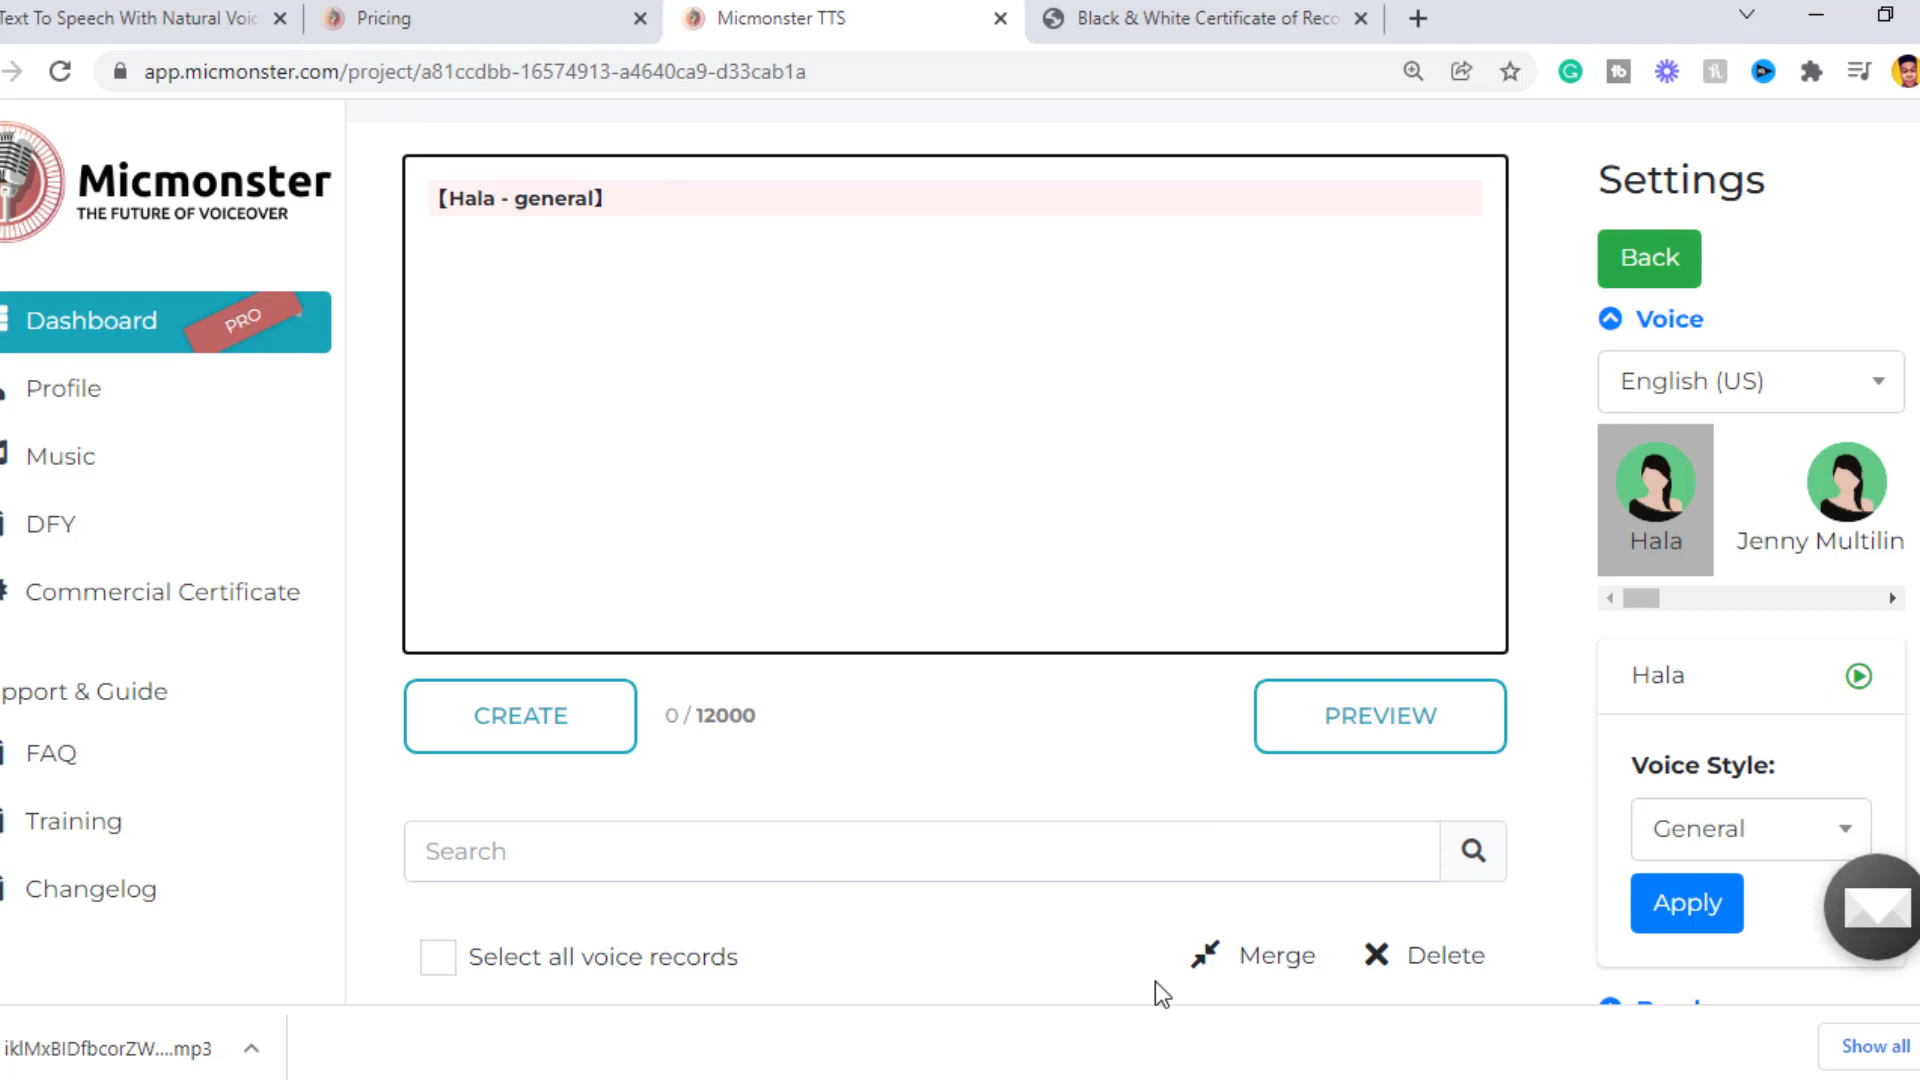 Text To Speech With Natural Voic
Pricing
Micmonster TTS
Black & White Certificate of Reco
app.micmonster.com/project/a81ccdbb-16574913-a4640ca9-d33cab1a
Micmonster
THE FUTURE OF VOICEOVER
Dashboard
PRO
Profile
Music
DFY
Commercial Certificate
pport & Guide
FAQ
Training
Changelog
【Hala - general】
CREATE
0 / 12000
PREVIEW
Search
Select all voice records
Merge
Delete
Settings
Back
Voice
English (US)
Hala
Jenny Multilin
Hala
Voice Style:
General
Apply
iklMxBIDfbcorZW....mp3
Show all